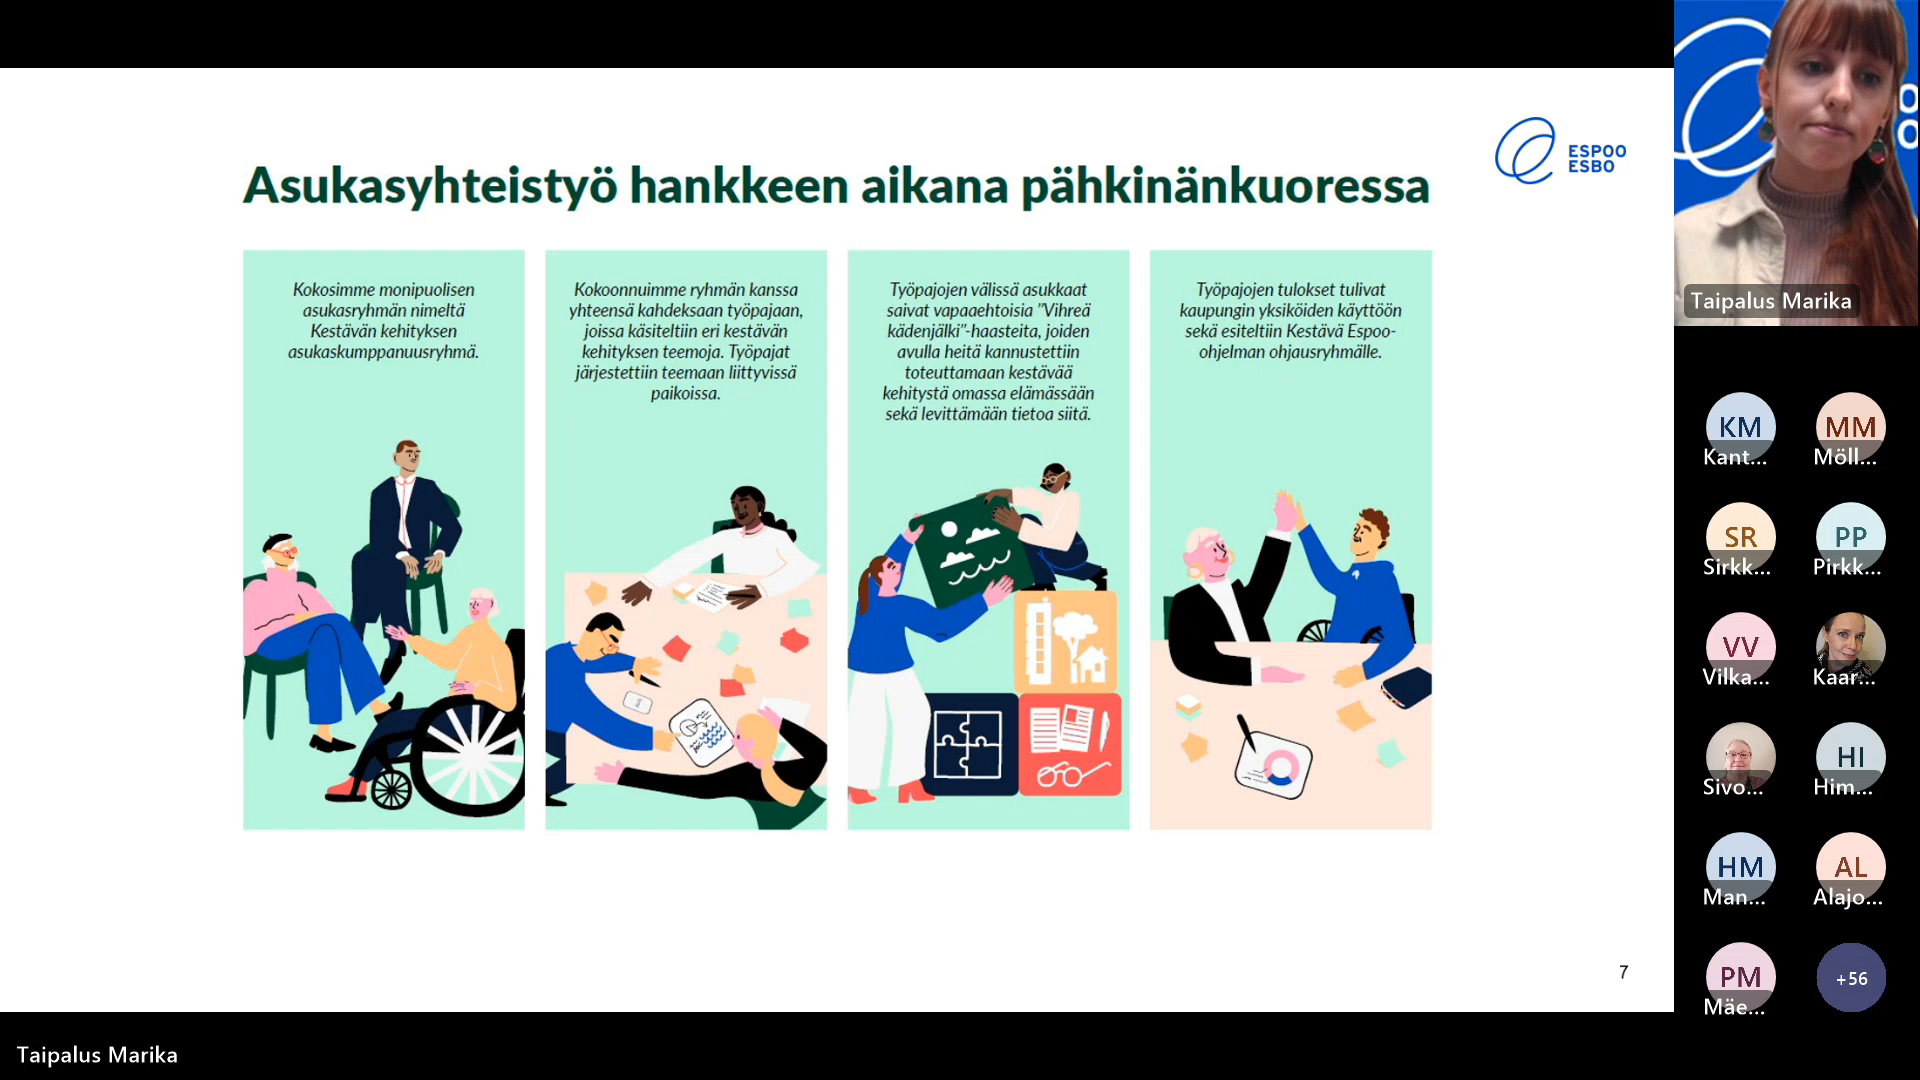 ESPOO
ESBO
Asukasyhteistyö hankkeen aikana pähkinänkuoressa
Kokosimme monipuolisen
asukasryhmän nimeltä
Kestävän kehityksen
asukaskumppanuusryhmä.
Kokoonnuimme ryhmän kanssa
yhteensä kahdeksaan työpajaan,
joissa käsiteltiin eri kestävän
kehityksen teemoja. Työpajat
järjestettiin teemaan liittyvissä
paikoissa.
Työpajojen välissä asukkaat
saivat vapaaehtoisia "Vihreä
kädenjälki"-haasteita, joiden
avulla heitä kannustettiin
toteuttamaan kestävää
kehitystä omassa elämässään
sekä levittämään tietoa siitä.
Työpajojen tulokset tulivat
kaupungin yksiköiden käyttöön
sekä esiteltiin Kestävä Espoo-
ohjelman ohjausryhmälle.
7
Taipalus Marika
Taipalus Marika
KM
Kant...
MM
Möll...
SR
Sirkk...
PP
Pirkk...
VV
Vilka...
Kaar...
Sivo...
HI
Him...
HM
Man...
AL
Alajo...
PM
Mäe...
+56